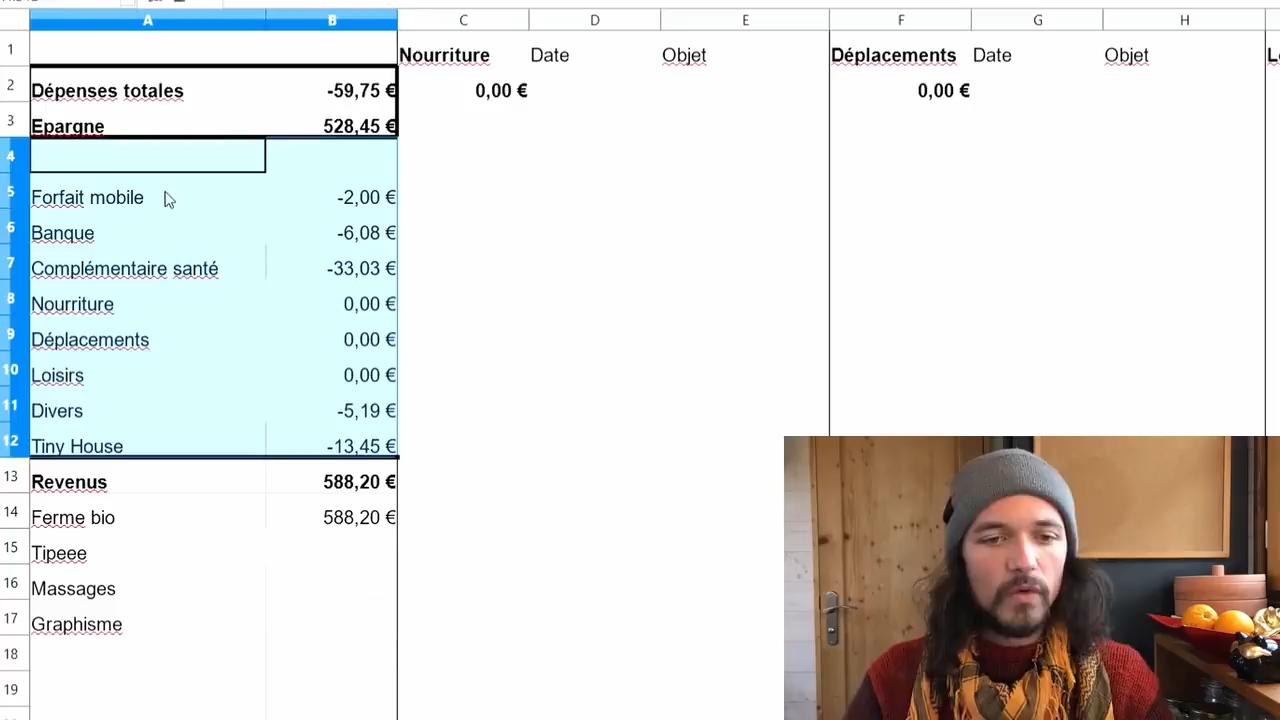 A B C D E F G H
1 Nourriture Date Objet Déplacements Date Objet
2 Dépenses totales -59,75 € 0,00 € 0,00 €
3 Epargne 528,45 €
4
5 Forfait mobile -2,00 €
6 Banque -6,08 €
7 Complémentaire santé -33,03 €
8 Nourriture 0,00 €
9 Déplacements 0,00 €
10 Loisirs 0,00 €
11 Divers -5,19 €
12 Tiny House -13,45 €
13 Revenus 588,20 €
14 Ferme bio 588,20 €
15 Tipeee
16 Massages
17 Graphisme
18
19